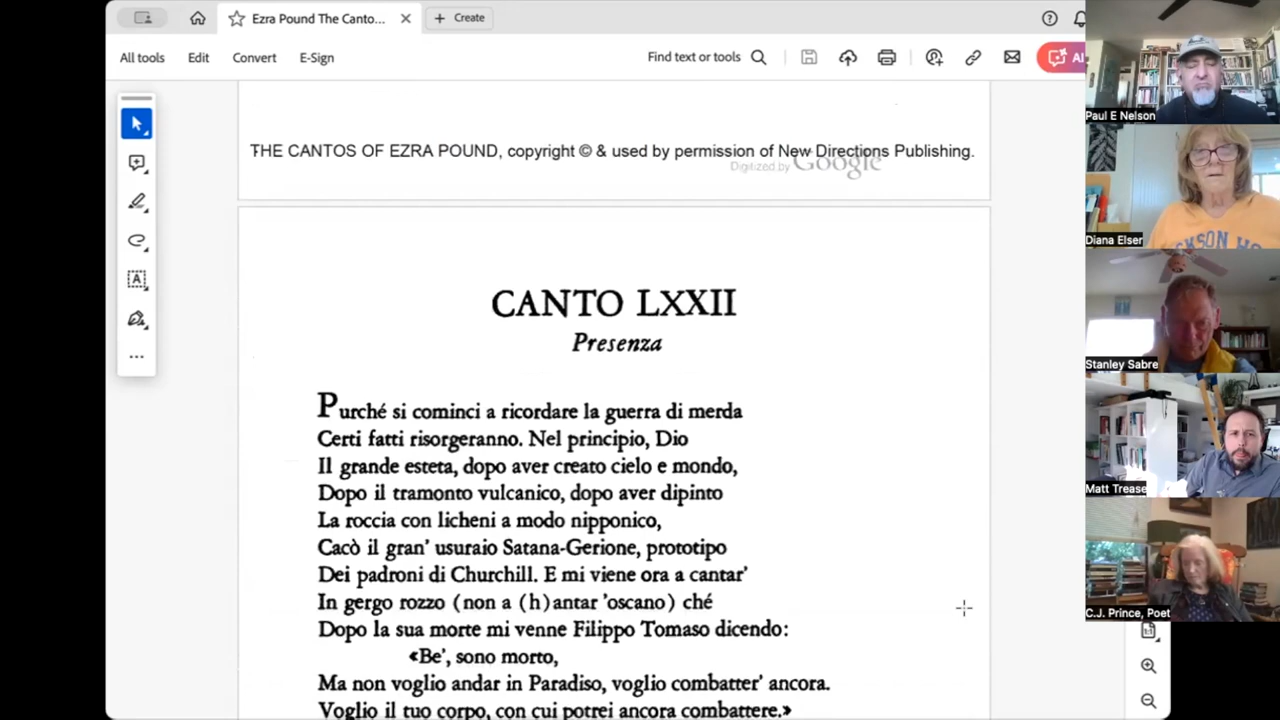 Ezra Pound The Canto...
Create
All tools
Edit
Convert
E-Sign
Find text or tools
AI
THE CANTOS OF EZRA POUND, copyright © & used by permission of New Directions Publishing.
Digitized by Google
CANTO LXXII
Presenza
Purché si cominci a ricordare la guerra di merda
Certi fatti risorgeranno. Nel principio, Dio
Il grande esteta, dopo aver creato cielo e mondo,
Dopo il tramonto vulcanico, dopo aver dipinto
La roccia con licheni a modo nipponico,
Cacò il gran' usuraio Satana-Gerione, prototipo
Dei padroni di Churchill. E mi viene ora a cantar'
In gergo rozzo (non a (h)antar 'oscano) ché
Dopo la sua morte mi venne Filippo Tomaso dicendo:
«Be', sono morto,
Ma non voglio andar in Paradiso, voglio combatter' ancora.
Voglio il tuo corpo, con cui potrei ancora combattere.»
Paul E Nelson
Diana Elser
KSON HO
Stanley Sabre
Matt Trease
C.J. Prince, Poet
1:1